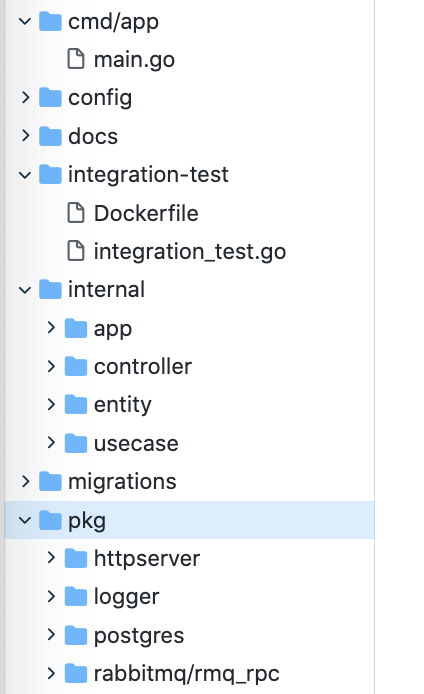 cmd/app
main.go
config
docs
integration-test
Dockerfile
integration_test.go
internal
app
controller
entity
usecase
migrations
pkg
httpserver
logger
postgres
rabbitmq/rmq_rpc